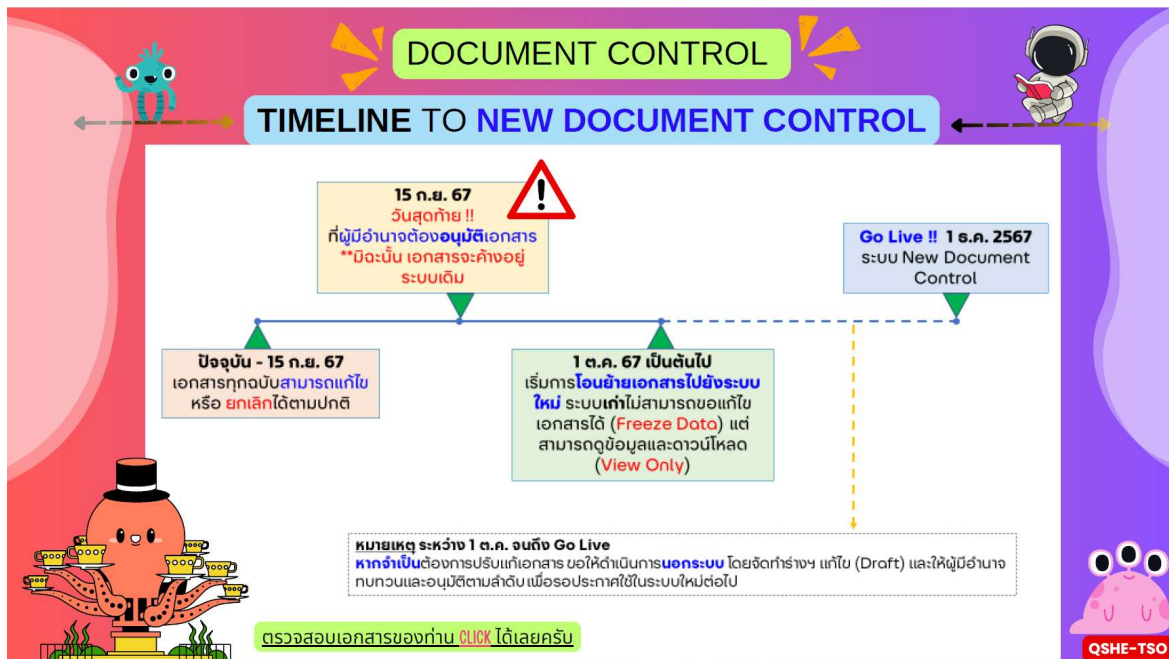 DOCUMENT CONTROL
TIMELINE TO NEW DOCUMENT CONTROL
15 ก.ย. 67
วันสุดท้าย !!
ที่ผู้มีอำนาจต้องอนุมัติเอกสาร
**มิฉะนั้น เอกสารจะค้างอยู่
ระบบเดิม
Go Live !! 1 ธ.ค. 2567
ระบบ New Document
Control
ปัจจุบัน - 15 ก.ย. 67
เอกสารทุกฉบับสามารถแก้ไข
หรือ ยกเลิกได้ตามปกติ
1 ต.ค. 67 เป็นต้นไป
เริ่มการโอนย้ายเอกสารไปยังระบบ
ใหม่ ระบบเก่าไม่สามารถขอแก้ไข
เอกสารได้ (Freeze Data) แต่
สามารถดูข้อมูลและดาวน์โหลด
(View Only)
หมายเหตุ ระหว่าง 1 ต.ค. จนถึง Go Live
หากจำเป็นต้องการปรับแก้เอกสาร ขอให้ดำเนินการนอกระบบ โดยจัดทำร่างฯ แก้ไข (Draft) และให้ผู้มีอำนาจ
ทบทวนและอนุมัติตามลำดับ เพื่อรอประกาศใช้ในระบบใหม่ต่อไป
ตรวจสอบเอกสารของท่าน CLICK ได้เลยครับ
QSHE-TSO